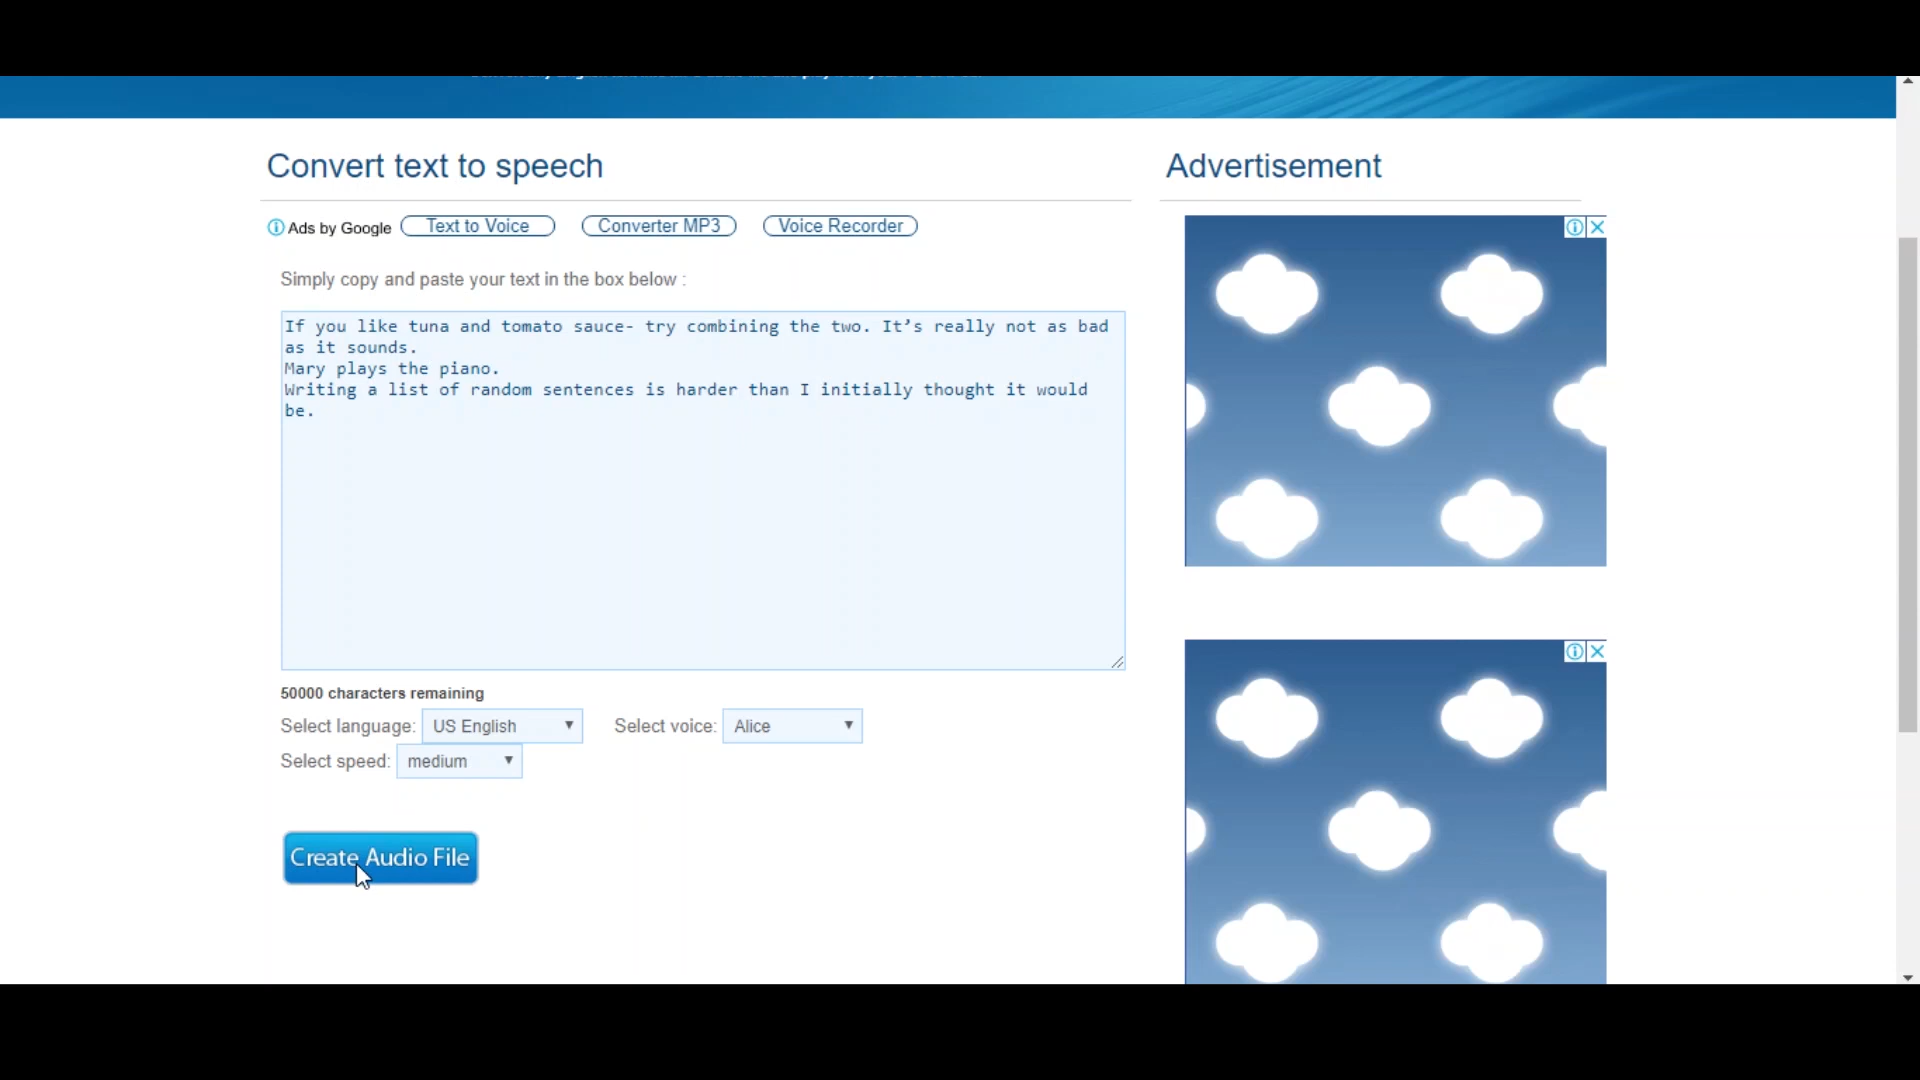 Convert text to speech
Advertisement
Ads by Google
Text to Voice
Converter MP3
Voice Recorder
Simply copy and paste your text in the box below :
If you like tuna and tomato sauce- try combining the two. It’s really not as bad
as it sounds.
Mary plays the piano.
Writing a list of random sentences is harder than I initially thought it would
be.
50000 characters remaining
Select language: US English
Select voice: Alice
Select speed: medium
Create Audio File